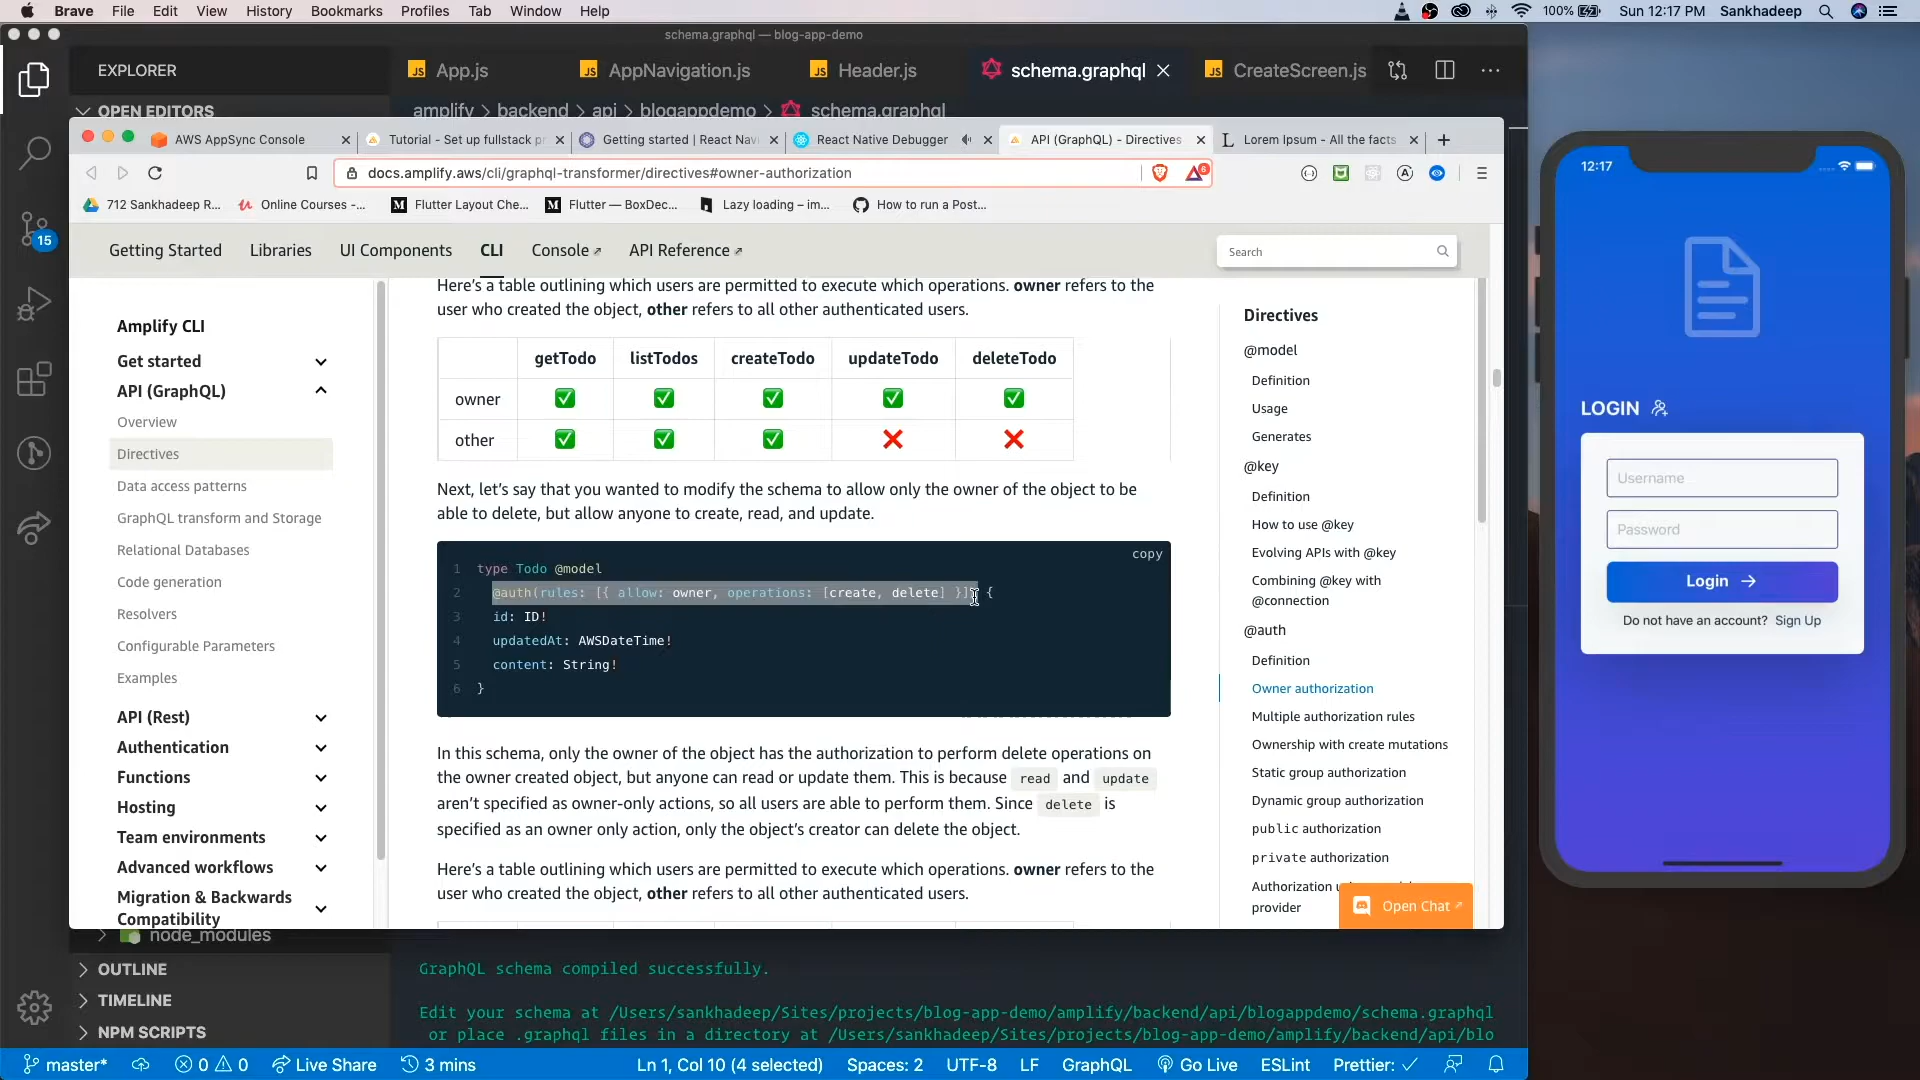 Brave File Edit View History Bookmarks Profiles Tab Window Help 100% Sun 12:17 PM Sankhadeep
schema.graphql — blog-app-demo
EXPLORER
JS App.js JS AppNavigation.js JS Header.js schema.graphql JS CreateScreen.js
OPEN EDITORS
amplify > backend > api > blogappdemo > schema.graphql
AWS AppSync Console Tutorial - Set up fullstack pr Getting started | React Navi React Native Debugger API (GraphQL) - Directives Lorem Ipsum - All the facts
docs.amplify.aws/cli/graphql-transformer/directives#owner-authorization
6
712 Sankhadeep R... Online Courses -... Flutter Layout Che... Flutter — BoxDec... Lazy loading – im... How to run a Post...
Getting Started Libraries UI Components CLI Console API Reference Search
Amplify CLI
Get started
API (GraphQL)
Overview
Directives
Data access patterns
GraphQL transform and Storage
Relational Databases
Code generation
Resolvers
Configurable Parameters
Examples
API (Rest)
Authentication
Functions
Hosting
Team environments
Advanced workflows
Migration & Backwards
Compatibility
Here's a table outlining which users are permitted to execute which operations. owner refers to the
user who created the object, other refers to all other authenticated users.
getTodo listTodos createTodo updateTodo deleteTodo
owner ✅ ✅ ✅ ✅ ✅
other ✅ ✅ ✅ ❌ ❌
Next, let's say that you wanted to modify the schema to allow only the owner of the object to be
able to delete, but allow anyone to create, read, and update.
copy
1 type Todo @model
2 @auth(rules: [{ allow: owner, operations: [create, delete] }]) {
3 id: ID!
4 updatedAt: AWSDateTime!
5 content: String!
6 }
In this schema, only the owner of the object has the authorization to perform delete operations on
the owner created object, but anyone can read or update them. This is because read and update
aren't specified as owner-only actions, so all users are able to perform them. Since delete is
specified as an owner only action, only the object's creator can delete the object.
Here's a table outlining which users are permitted to execute which operations. owner refers to the
user who created the object, other refers to all other authenticated users.
Directives
@model
Definition
Usage
Generates
@key
Definition
How to use @key
Evolving APIs with @key
Combining @key with
@connection
@auth
Definition
Owner authorization
Multiple authorization rules
Ownership with create mutations
Static group authorization
Dynamic group authorization
public authorization
private authorization
Authorization
provider
Open Chat
12:17
LOGIN
Username
Password
Login →
Do not have an account? Sign Up
15
node_modules
OUTLINE
TIMELINE
NPM SCRIPTS
GraphQL schema compiled successfully.
Edit your schema at /Users/sankhadeep/Sites/projects/blog-app-demo/amplify/backend/api/blogappdemo/schema.graphql
or place .graphql files in a directory at /Users/sankhadeep/Sites/projects/blog-app-demo/amplify/backend/api/blo
master* 0 0 Live Share 3 mins Ln 1, Col 10 (4 selected) Spaces: 2 UTF-8 LF GraphQL Go Live ESLint Prettier: ✓